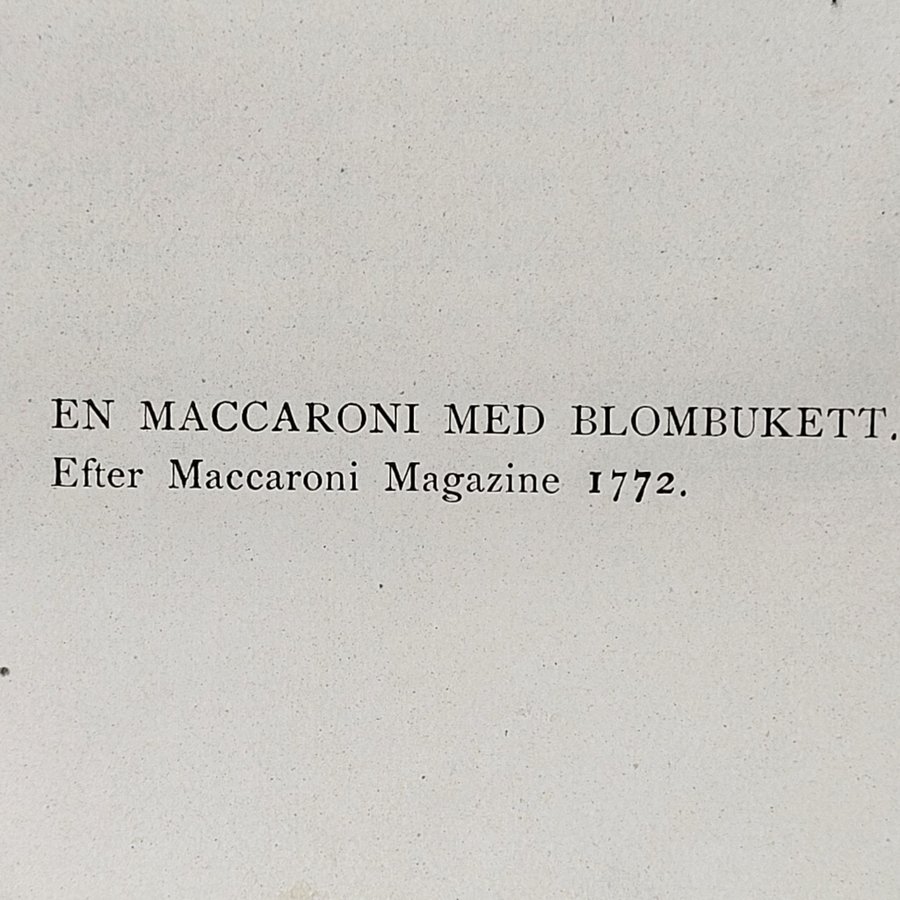 EN MACCARONI MED BLOMBUKETT.
Efter Maccaroni Magazine 1772.